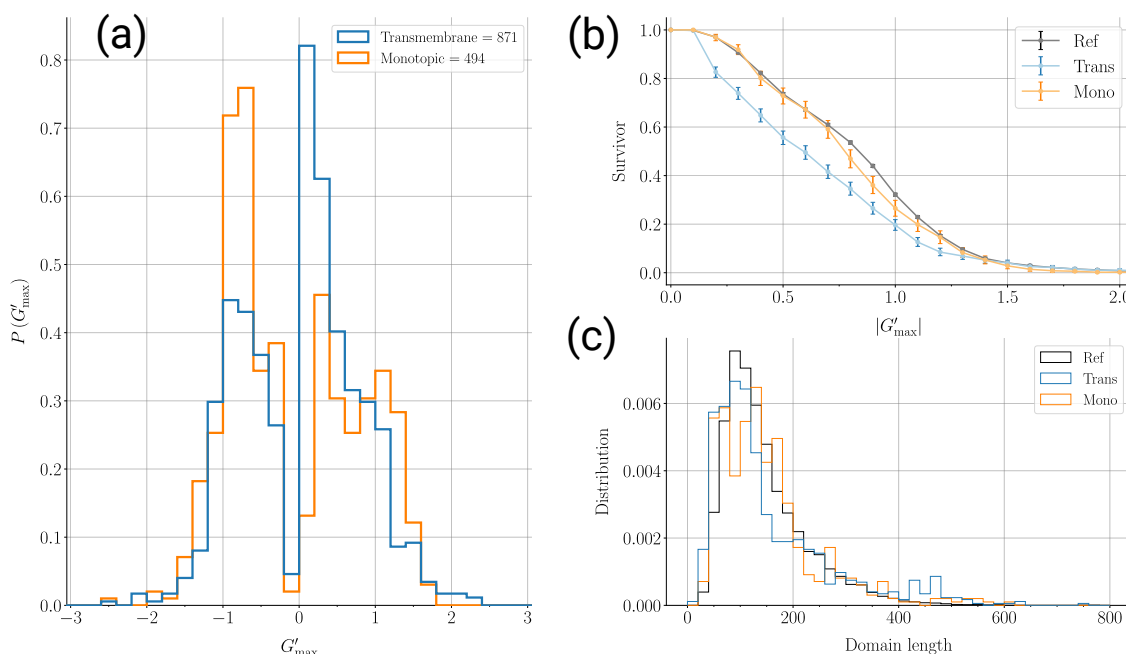 (a)
Transmembrane = 871
Monotopic = 494
P (G′max)
0.8
0.7
0.6
0.5
0.4
0.3
0.2
0.1
0.0
−3
−2
−1
0
1
2
3
G′max
(b)
Ref
Trans
Mono
Survivor
1.0
0.8
0.6
0.4
0.2
0.0
0.0
0.5
1.0
1.5
2.0
|G′max|
(c)
Ref
Trans
Mono
Distribution
0.006
0.004
0.002
0.000
0
200
400
600
800
Domain length